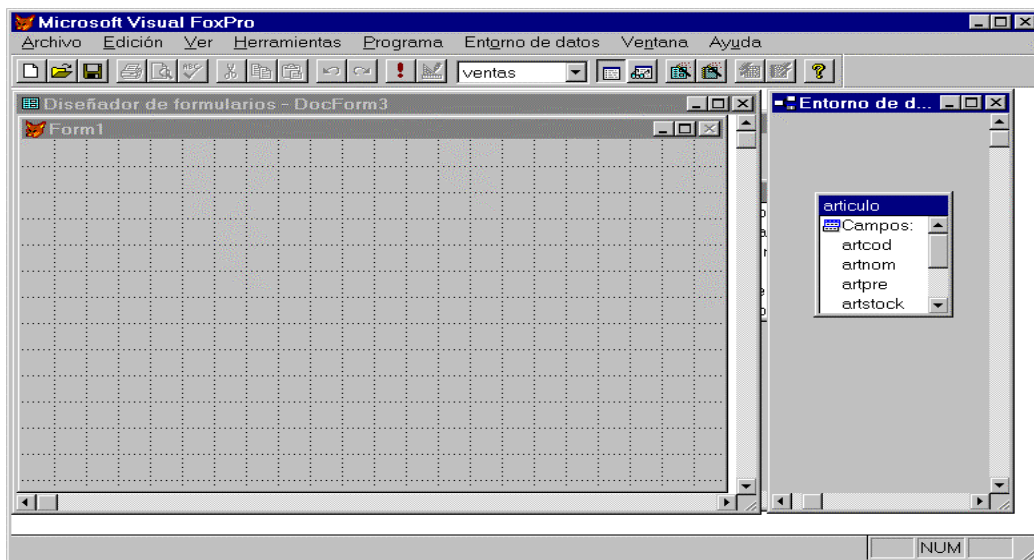 Microsoft Visual FoxPro
Archivo Edición Ver Herramientas Programa Entorno de datos Ventana Ayuda
ventas
Diseñador de formularios - DocForm3
Form1
Entorno de d...
articulo
Campos:
artcod
artnom
artpre
artstock
NUM